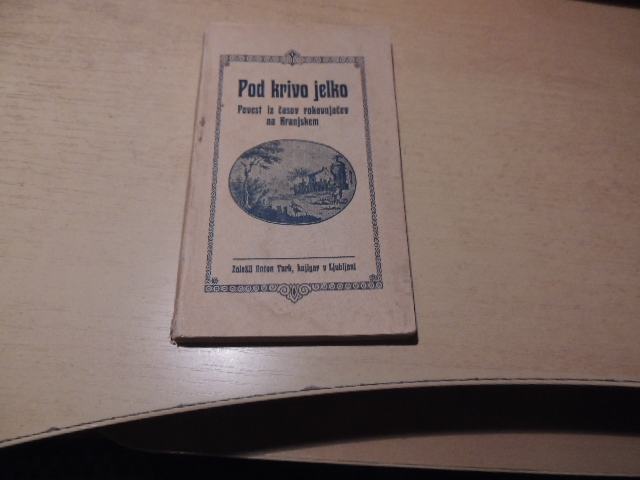 Pod krivo jelko
Povest iz časov rokovnjačev
na Kranjskem
Založil Anton Turk, knjigar v Ljubljani